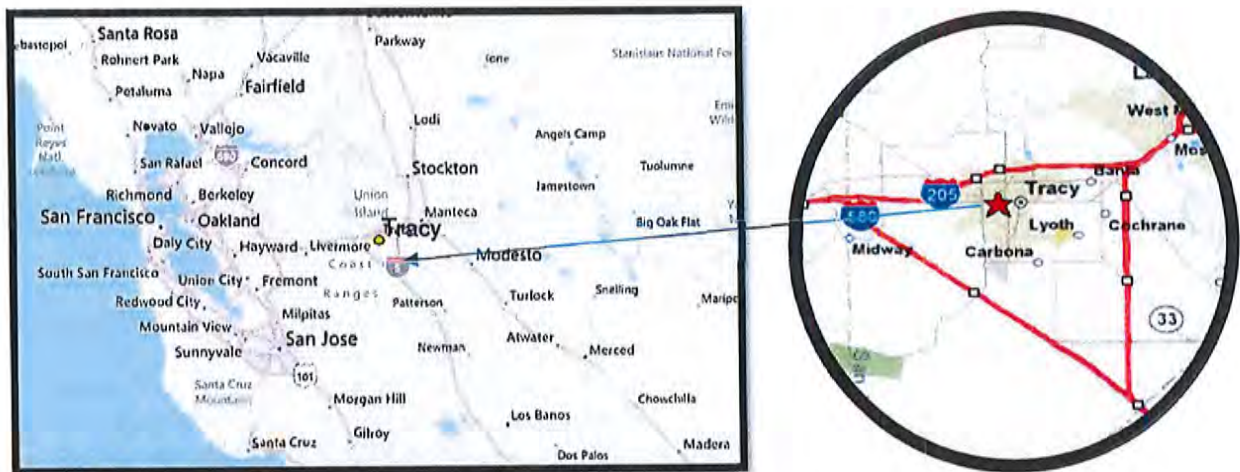 Santa Rosa
Rohnert Park
Petaluma
Napa
Vacaville
Fairfield
Parkway
Ione
Stanislaus National
Point
Reyes
Natl.
Novato
Vallejo
680
San Rafael
Concord
Richmond
Berkeley
San Francisco
Oakland
Daly City
Hayward
Livermore
South San Francisco
Union City
Fremont
Redwood City
Milpitas
Mountain View
San Jose
Sunnyvale
101
Santa Cruz
Mountains
Morgan Hill
Gilroy
Santa Cruz
Lodi
Stockton
Union
Island
Manteca
Tracy
Coast
Ranges
5
Modesto
Patterson
Turlock
Newman
Atwater
Merced
Snelling
Los Banos
Dos Palos
Chowchilla
Madera
Angels Camp
Tuolumne
Jamestown
Big Oak Flat
West
205
580
Banta
Tracy
Lyoth
Cochrane
Midway
Carbona
33